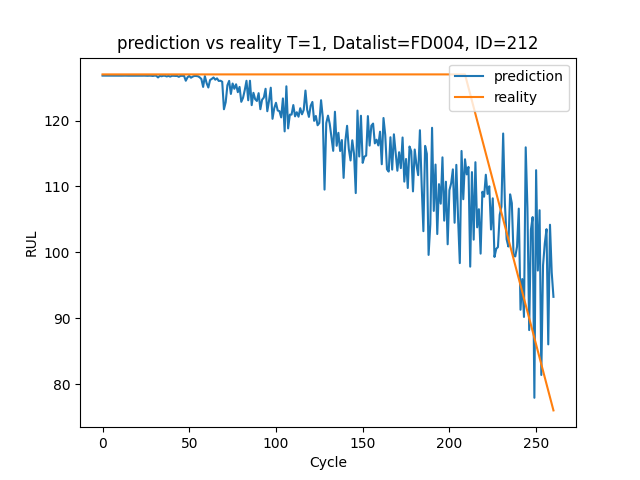 prediction vs reality T=1, Datalist=FD004, ID=212
prediction
reality
RUL
120
110
100
90
80
0 50 100 150 200 250
Cycle